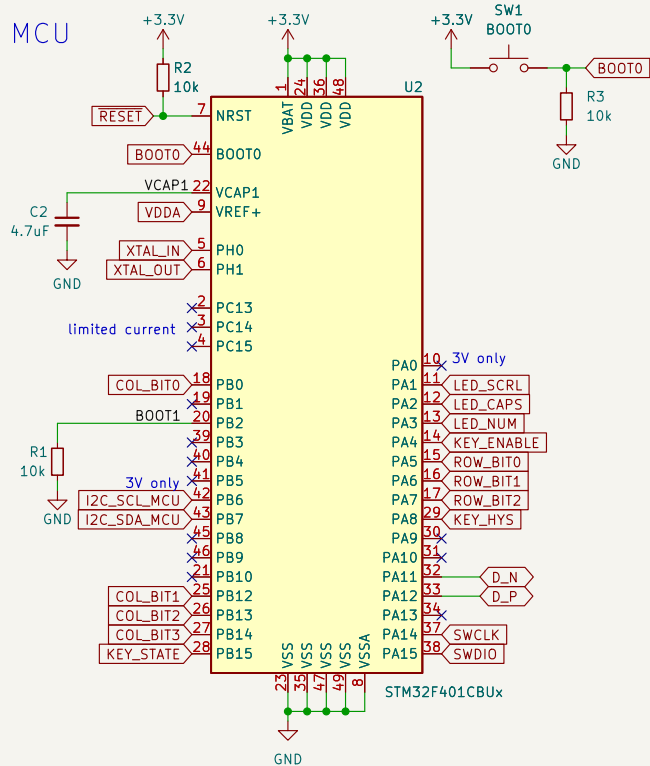 MCU
+3.3V
+3.3V
+3.3V
SW1
BOOT0
R2
10k
BOOT0
R3
10k
GND
U2
1
24
36
48
VBAT
VDD
VDD
VDD
RESET
7
NRST
BOOT0
44
BOOT0
VCAP1
22
VCAP1
C2
4.7uF
GND
VDDA
9
VREF+
XTAL_IN
5
PH0
XTAL_OUT
6
PH1
2
PC13
limited current
3
PC14
4
PC15
PA0
10
3V only
COL_BIT0
18
PB0
PA1
11
LED_SCRL
19
PB1
PA2
12
LED_CAPS
BOOT1
20
PB2
PA3
13
LED_NUM
39
PB3
PA4
14
KEY_ENABLE
R1
10k
GND
40
PB4
PA5
15
ROW_BIT0
3V only
41
PB5
PA6
16
ROW_BIT1
I2C_SCL_MCU
42
PB6
PA7
17
ROW_BIT2
I2C_SDA_MCU
43
PB7
PA8
29
KEY_HYS
45
PB8
PA9
30
46
PB9
PA10
31
21
PB10
PA11
32
D_N
COL_BIT1
25
PB12
PA12
33
D_P
COL_BIT2
26
PB13
PA13
34
COL_BIT3
27
PB14
PA14
37
SWCLK
KEY_STATE
28
PB15
PA15
38
SWDIO
VSS
VSS
VSS
VSS
VSSA
23
35
47
49
8
STM32F401CBUx
GND